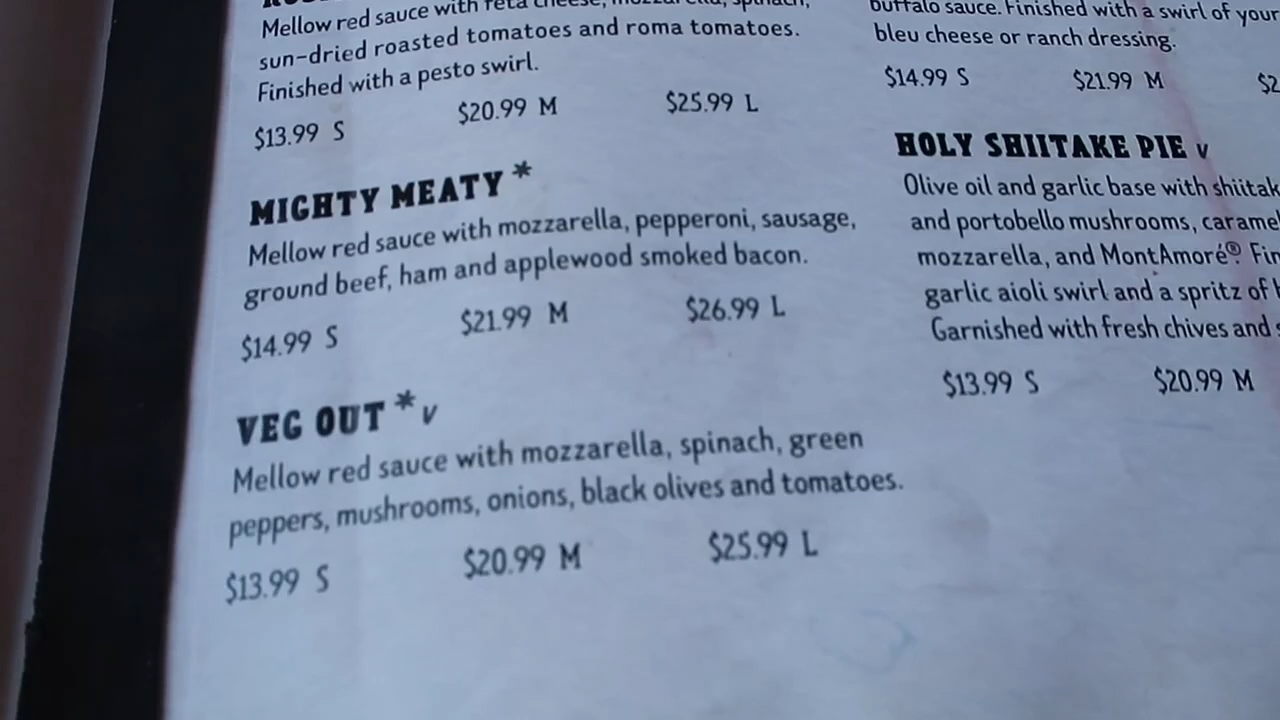 Mellow red sauce with feta cheese, mozzarella, spinach,
sun-dried roasted tomatoes and roma tomatoes.
Finished with a pesto swirl.
$13.99 S $20.99 M $25.99 L
MIGHTY MEATY *
Mellow red sauce with mozzarella, pepperoni, sausage,
ground beef, ham and applewood smoked bacon.
$14.99 S $21.99 M $26.99 L
VEG OUT * V
Mellow red sauce with mozzarella, spinach, green
peppers, mushrooms, onions, black olives and tomatoes.
$13.99 S $20.99 M $25.99 L
buffalo sauce. Finished with a swirl of your
bleu cheese or ranch dressing.
$14.99 S $21.99 M
HOLY SHIITAKE PIE V
Olive oil and garlic base with
and portobello mushrooms,
mozzarella, and MontAmoré®.
garlic aioli swirl and a spritz of
Garnished with fresh chives and
$13.99 S $20.99 M